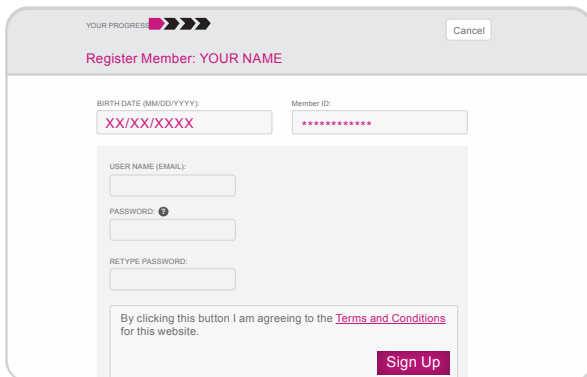 YOUR PROGRESS
Cancel
Register Member: YOUR NAME
BIRTH DATE (MM/DD/YYYY):
Member ID:
XX/XX/XXXX
************
USER NAME (EMAIL):
PASSWORD: ?
RETYPE PASSWORD:
By clicking this button I am agreeing to the Terms and Conditions
for this website.
Sign Up